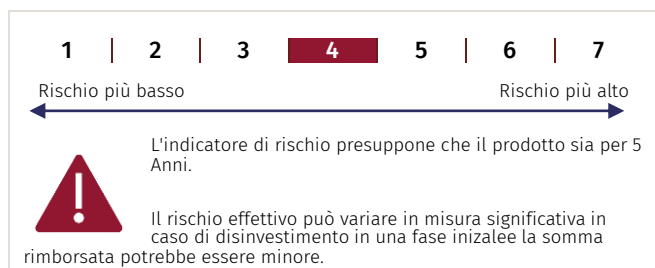 1 | 2 | 3 | 4 | 5 | 6 | 7
Rischio più basso Rischio più alto
L'indicatore di rischio presuppone che il prodotto sia per 5
Anni.
Il rischio effettivo può variare in misura significativa in
caso di disinvestimento in una fase inizalee la somma
rimborsata potrebbe essere minore.